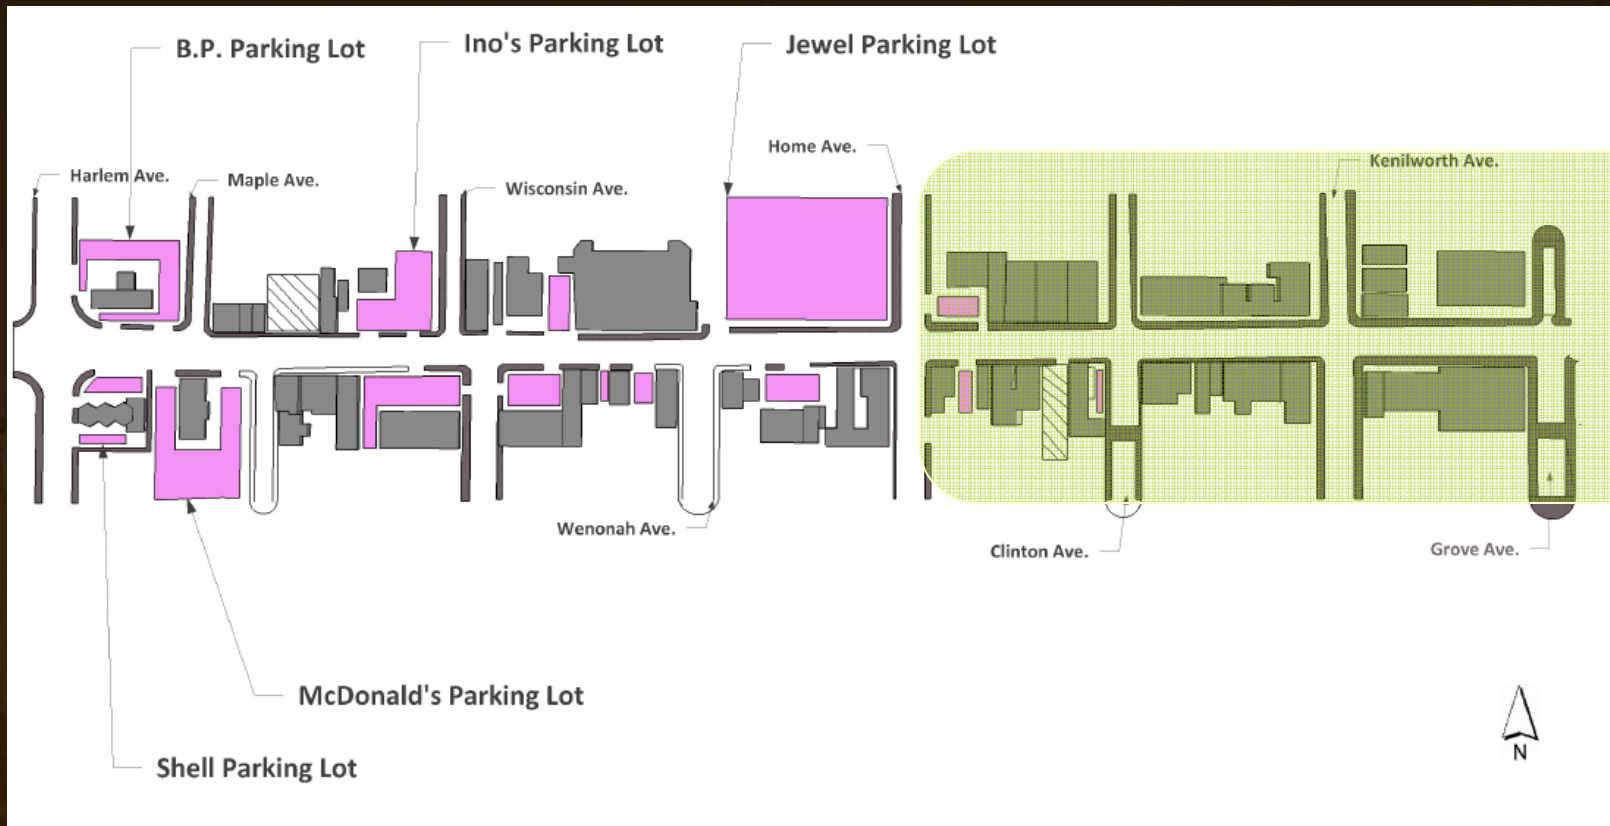 B.P. Parking Lot
Ino's Parking Lot
Jewel Parking Lot
Harlem Ave.
Maple Ave.
Wisconsin Ave.
Home Ave.
Kenilworth Ave.
Wenonah Ave.
Clinton Ave.
Grove Ave.
McDonald's Parking Lot
Shell Parking Lot
N